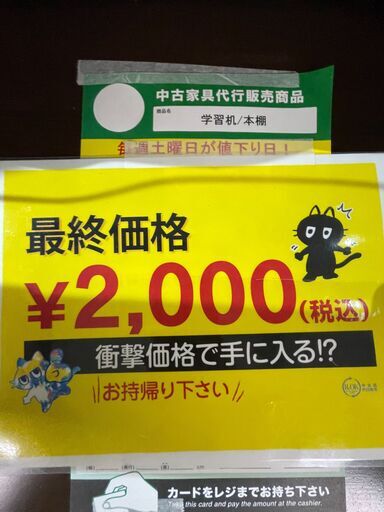 中古家具代行販売商品
商品名
学習机/本棚
毎週土曜日が値下り日!
最終価格
¥2,000(税込)
衝撃価格で手に入る!?
お持帰り下さい
カードをレジまでお持ち下さい
Take this card and pay the amount at the cashier.